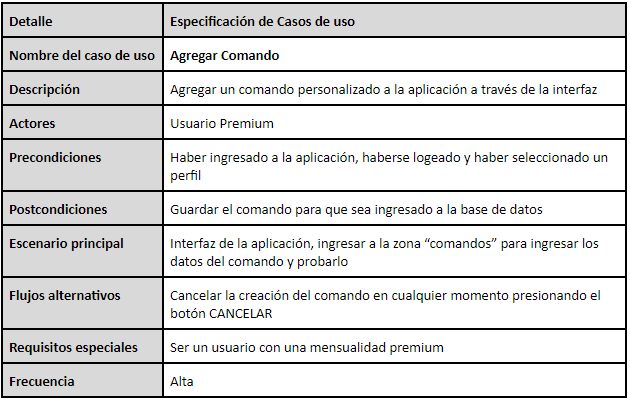 Detalle
Especificación de Casos de uso
Nombre del caso de uso
Agregar Comando
Descripción
Agregar un comando personalizado a la aplicación a través de la interfaz
Actores
Usuario Premium
Precondiciones
Haber ingresado a la aplicación, haberse logeado y haber seleccionado un
perfil
Postcondiciones
Guardar el comando para que sea ingresado a la base de datos
Escenario principal
Interfaz de la aplicación, ingresar a la zona “comandos” para ingresar los
datos del comando y probarlo
Flujos alternativos
Cancelar la creación del comando en cualquier momento presionando el
botón CANCELAR
Requisitos especiales
Ser un usuario con una mensualidad premium
Frecuencia
Alta